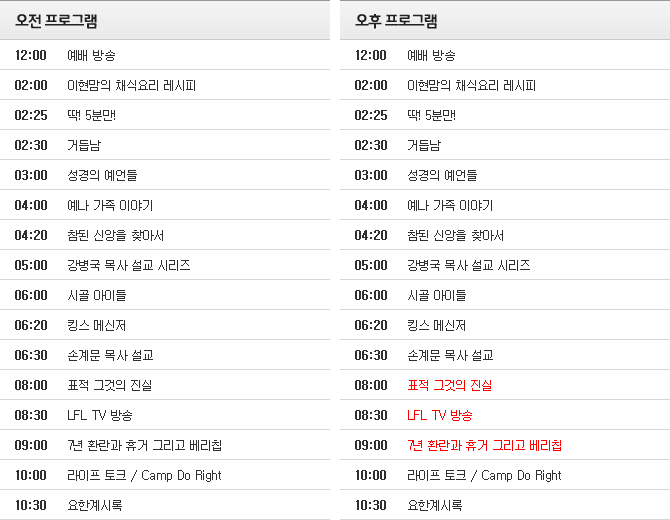 오전 프로그램
12:00 예배 방송
02:00 이현맘의 채식요리 레시피
02:25 딱! 5분만!
02:30 거듭남
03:00 성경의 예언들
04:00 예나 가족 이야기
04:20 참된 신앙을 찾아서
05:00 강병국 목사 설교 시리즈
06:00 시골 아이들
06:20 킹스 메신저
06:30 손계문 목사 설교
08:00 표적 그것의 진실
08:30 LFL TV 방송
09:00 7년 환란과 휴거 그리고 베리칩
10:00 라이프 토크 / Camp Do Right
10:30 요한계시록
오후 프로그램
12:00 예배 방송
02:00 이현맘의 채식요리 레시피
02:25 딱! 5분만!
02:30 거듭남
03:00 성경의 예언들
04:00 예나 가족 이야기
04:20 참된 신앙을 찾아서
05:00 강병국 목사 설교 시리즈
06:00 시골 아이들
06:20 킹스 메신저
06:30 손계문 목사 설교
08:00 표적 그것의 진실
08:30 LFL TV 방송
09:00 7년 환란과 휴거 그리고 베리칩
10:00 라이프 토크 / Camp Do Right
10:30 요한계시록